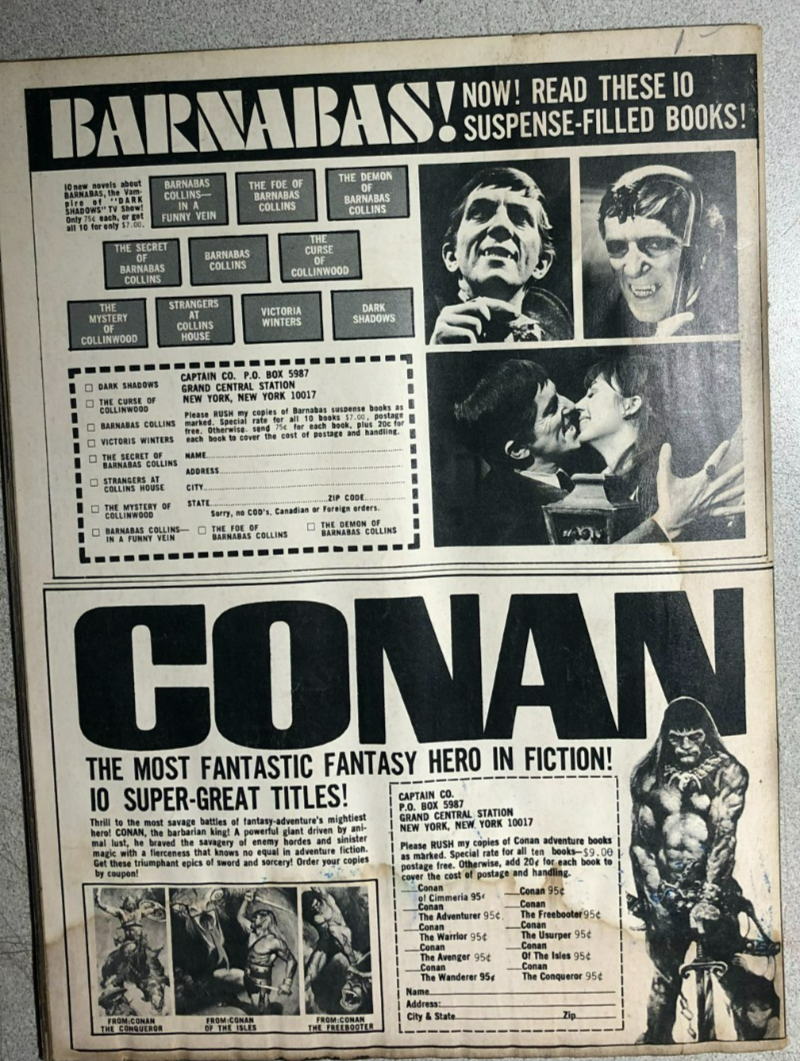 BARNABAS!
NOW! READ THESE 10
SUSPENSE-FILLED BOOKS!
10 new novels about
BARNABAS, the Vam-
pire of "DARK
SHADOWS" TV Show!
Only 75¢ each, or get
all 10 for only $7.00.
BARNABAS
COLLINS—
IN A
FUNNY VEIN
THE FOE OF
BARNABAS
COLLINS
THE DEMON
OF
BARNABAS
COLLINS
THE SECRET
OF
BARNABAS
COLLINS
BARNABAS
COLLINS
THE
CURSE
OF
COLLINWOOD
THE
MYSTERY
OF
COLLINWOOD
STRANGERS
AT
COLLINS
HOUSE
VICTORIA
WINTERS
DARK
SHADOWS
DARK SHADOWS
THE CURSE OF
COLLINWOOD
BARNABAS COLLINS
VICTORIA WINTERS
THE SECRET OF
BARNABAS COLLINS
STRANGERS AT
COLLINS HOUSE
THE MYSTERY OF
COLLINWOOD
BARNABAS COLLINS—
IN A FUNNY VEIN
THE FOE OF
BARNABAS COLLINS
THE DEMON OF
BARNABAS COLLINS
CAPTAIN CO. P.O. BOX 5987
GRAND CENTRAL STATION
NEW YORK, NEW YORK 10017
Please RUSH my copies of Barnabas suspense books as
marked. Special rate for all 10 books $7.00, postage
free. Otherwise, send 75¢ for each book, plus 20¢ for
each book to cover the cost of postage and handling.
NAME
ADDRESS
CITY
STATE ZIP CODE
Sorry, no COD's, Canadian or Foreign orders.
CONAN
THE MOST FANTASTIC FANTASY HERO IN FICTION!
10 SUPER-GREAT TITLES!
Thrill to the most savage battles of fantasy-adventure's mightiest
hero! CONAN, the barbarian king! A powerful giant driven by ani-
mal lust, he braved the savagery of enemy hordes and sinister
magic with a fierceness that knows no equal in adventure fiction.
Get these triumphant epics of sword and sorcery! Order your copies
by coupon!
FROM: CONAN
THE CONQUEROR
FROM: CONAN
OF THE ISLES
FROM: CONAN
THE FREEBOOTER
CAPTAIN CO.
P.O. BOX 5987
GRAND CENTRAL STATION
NEW YORK, NEW YORK 10017
Please RUSH my copies of Conan adventure books
as marked. Special rate for all ten books—$9.00
postage free. Otherwise, add 20¢ for each book to
cover the cost of postage and handling.
Conan
of Cimmeria 95¢
Conan
The Adventurer 95¢
Conan
The Warrior 95¢
Conan
The Avenger 95¢
Conan
The Wanderer 95¢
Conan 95¢
Conan
The Freebooter 95¢
Conan
The Usurper 95¢
Conan
Of The Isles 95¢
Conan
The Conqueror 95¢
Name
Address:
City & State Zip